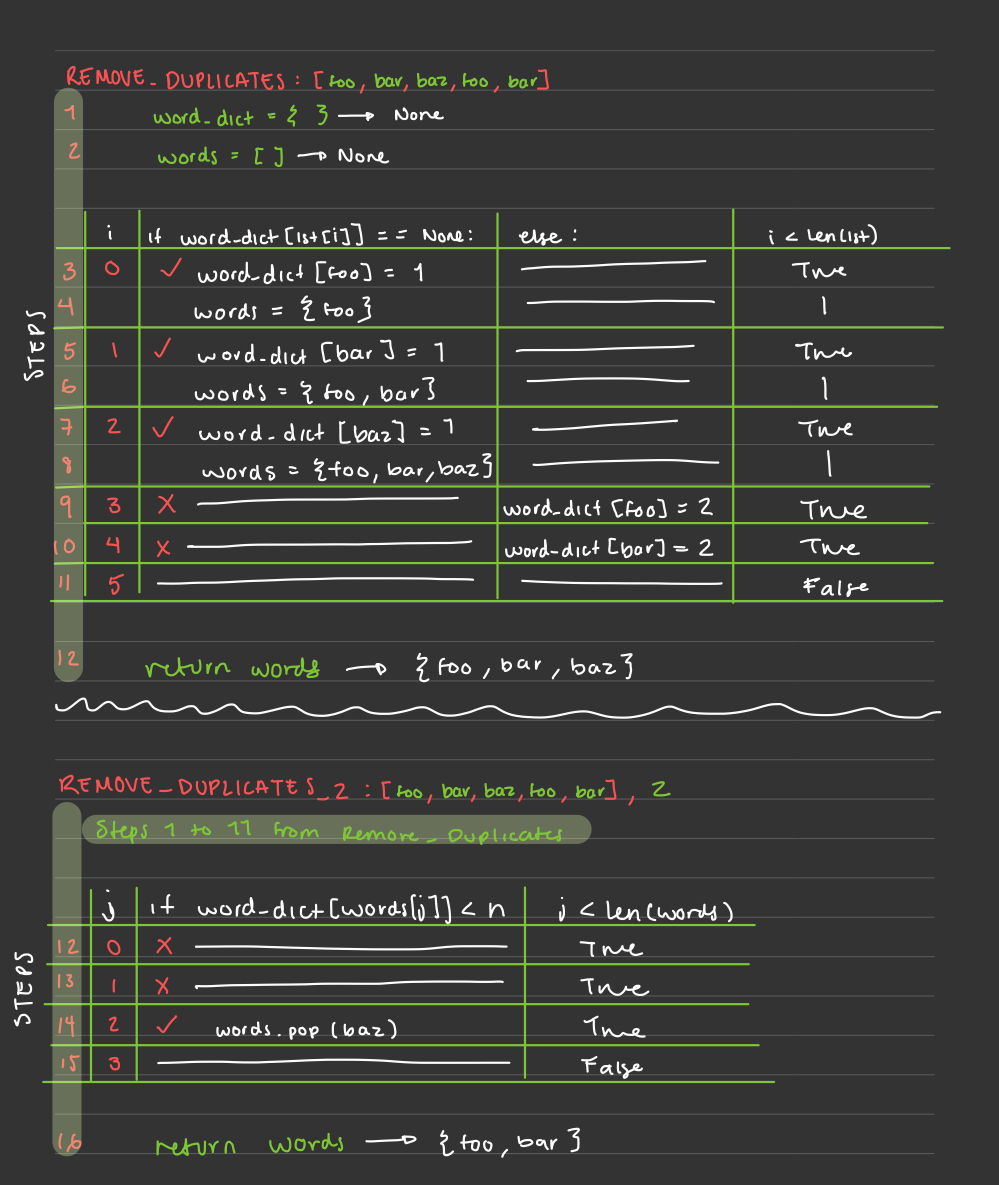 REMOVE_DUPLICATES : [foo, bar, baz, foo, bar]
1 word_dict = { } → None
2 words = [ ] → None
i if word_dict[lst[i]] == None: else : i < len(lst)
3 0 ✓ word_dict [foo] = 1 True
4 words = {foo} |
STEPS
5 1 ✓ word_dict [bar] = 1 True
6 words = {foo, bar} |
7 2 ✓ word_dict [baz] = 1 True
8 words = {foo, bar, baz} |
9 3 X word_dict [foo] = 2 True
10 4 X word_dict [bar] = 2 True
11 5 False
12 return words → {foo, bar, baz}
REMOVE_DUPLICATES_2 : [foo, bar, baz, foo, bar], 2
Steps 1 to 11 from Remove_Duplicates
j if word_dict[words[j]] < n j < len(words)
12 0 X True
STEPS
13 1 X True
14 2 ✓ words.pop (baz) True
15 3 False
16 return words → {foo, bar}